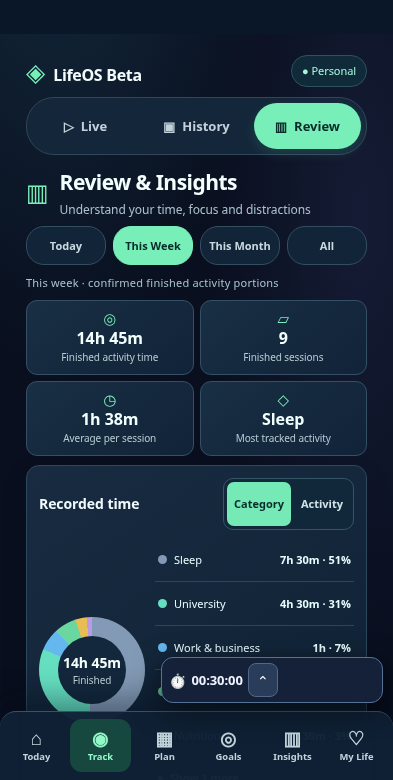 LifeOS Beta
Personal
Live
History
Review
Review & Insights
Understand your time, focus and distractions
Today
This Week
This Month
All
This week · confirmed finished activity portions
14h 45m
Finished activity time
9
Finished sessions
1h 38m
Average per session
Sleep
Most tracked activity
Recorded time
Category
Activity
Sleep 7h 30m · 51%
University 4h 30m · 31%
Work & business 1h · 7%
14h 45m
Finished
00:30:00
Today
Track
Plan
Goals
Insights
My Life